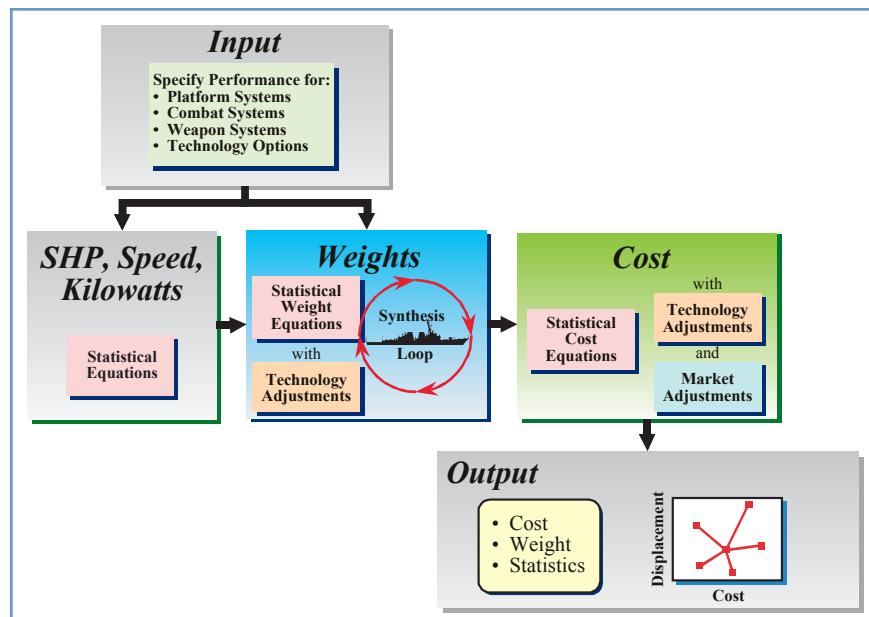 Input
Specify Performance for:
• Platform Systems
• Combat Systems
• Weapon Systems
• Technology Options
SHP, Speed,
Kilowatts
Statistical
Equations
Weights
Statistical
Weight
Equations
with
Technology
Adjustments
Synthesis
Loop
Cost
Statistical
Cost
Equations
with
Technology
Adjustments
and
Market
Adjustments
Output
• Cost
• Weight
• Statistics
Displacement
Cost